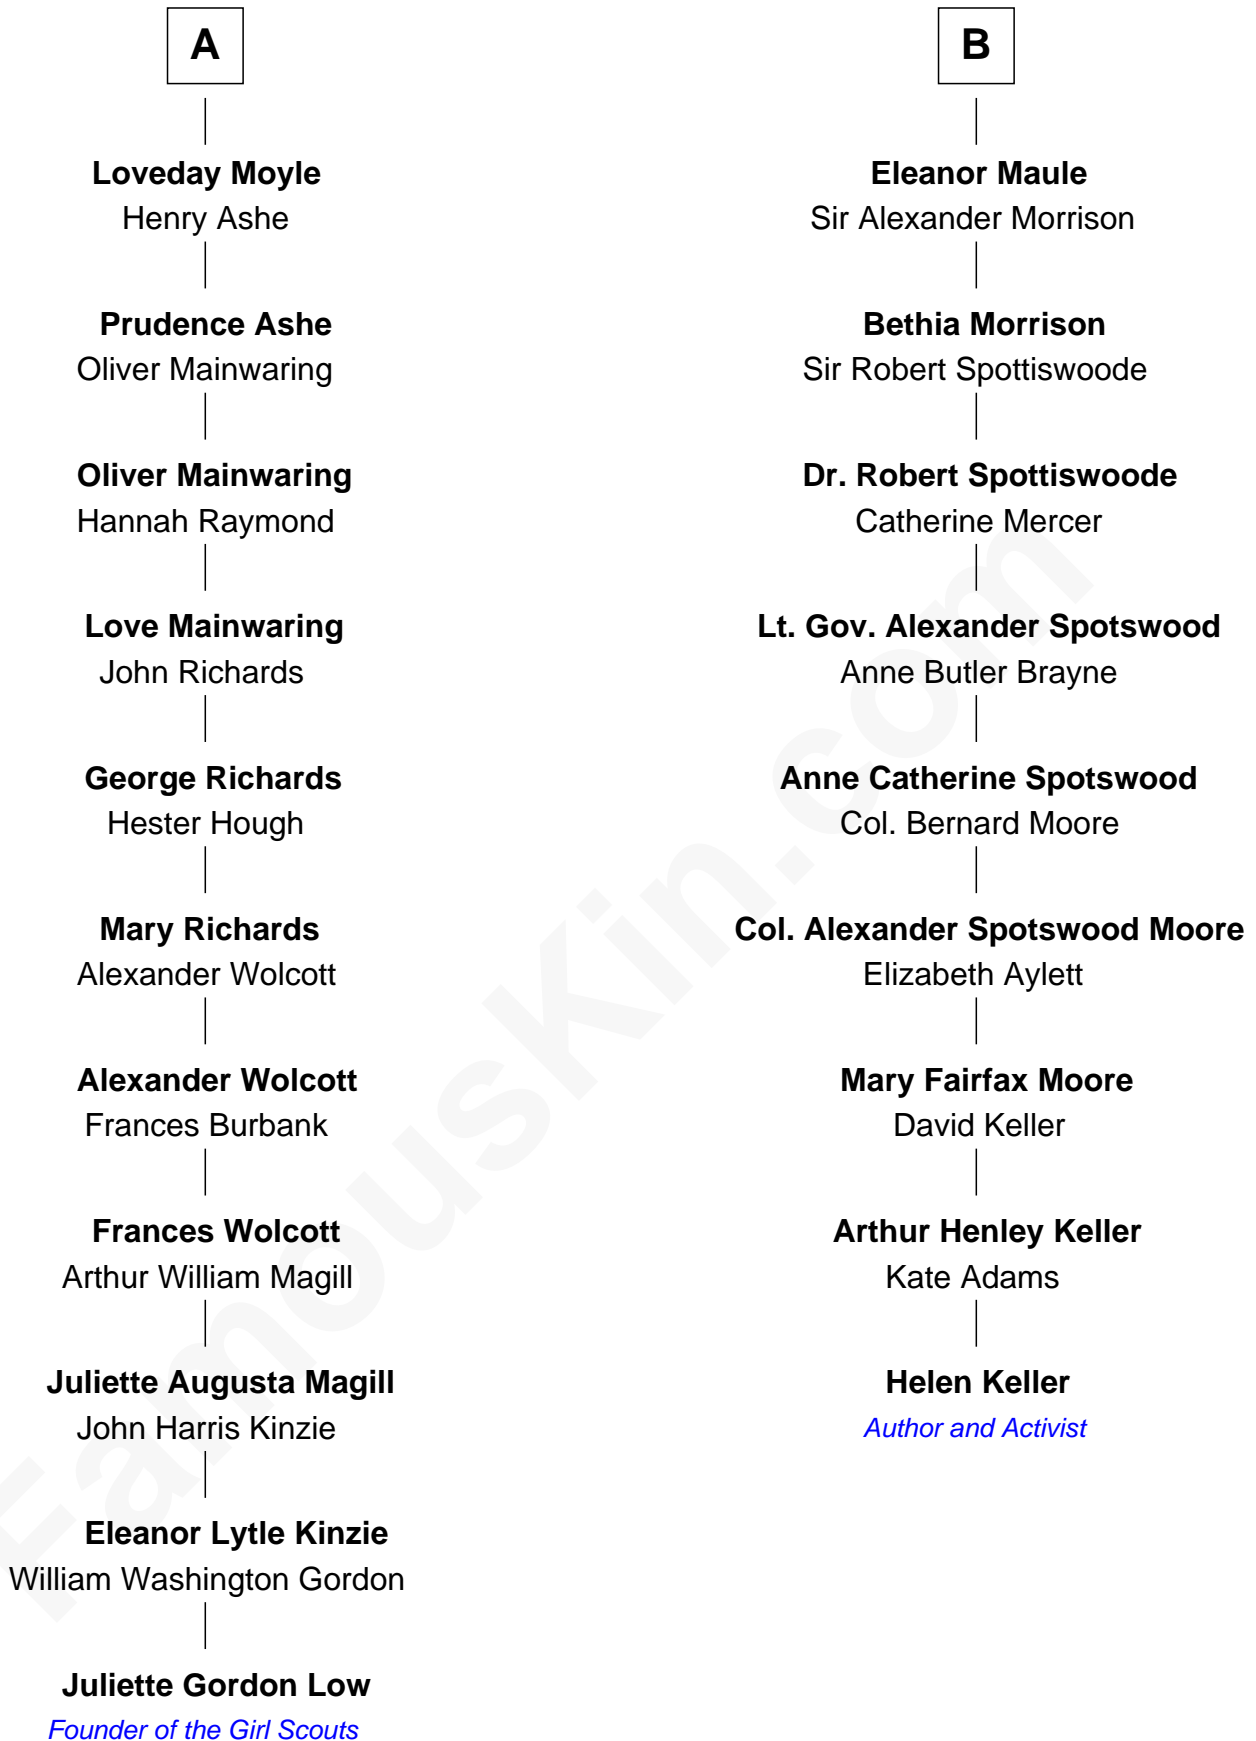 A
Loveday Moyle
Henry Ashe
Prudence Ashe
Oliver Mainwaring
Oliver Mainwaring
Hannah Raymond
Love Mainwaring
John Richards
George Richards
Hester Hough
Mary Richards
Alexander Wolcott
Alexander Wolcott
Frances Burbank
Frances Wolcott
Arthur William Magill
Juliette Augusta Magill
John Harris Kinzie
Eleanor Lytle Kinzie
William Washington Gordon
Juliette Gordon Low
Founder of the Girl Scouts
B
Eleanor Maule
Sir Alexander Morrison
Bethia Morrison
Sir Robert Spottiswoode
Dr. Robert Spottiswoode
Catherine Mercer
Lt. Gov. Alexander Spotswood
Anne Butler Brayne
Anne Catherine Spotswood
Col. Bernard Moore
Col. Alexander Spotswood Moore
Elizabeth Aylett
Mary Fairfax Moore
David Keller
Arthur Henley Keller
Kate Adams
Helen Keller
Author and Activist
FamousKin.com